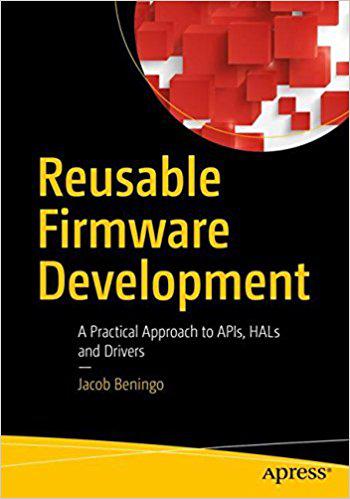 Reusable
Firmware
Development
A Practical Approach to APIs, HALs
and Drivers
—
Jacob Beningo
Apress®